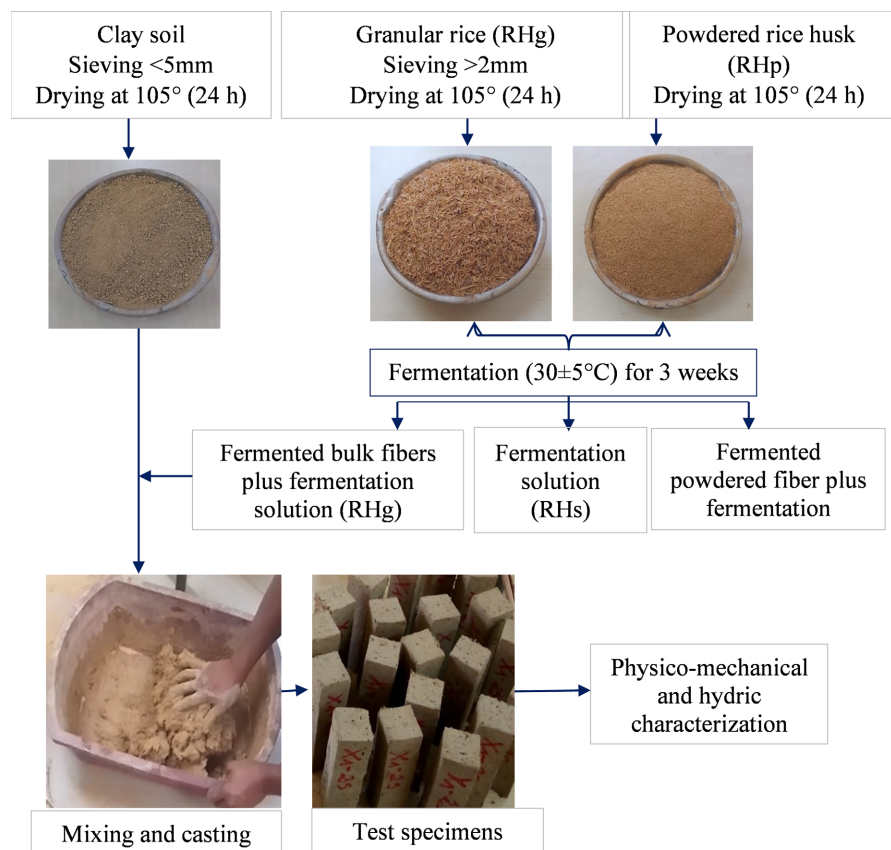 Clay soil
Sieving <5mm
Drying at 105° (24 h)
Granular rice (RHg)
Sieving >2mm
Drying at 105° (24 h)
Powdered rice husk
(RHp)
Drying at 105° (24 h)
Fermentation (30±5°C) for 3 weeks
Fermented bulk fibers
plus fermentation
solution (RHg)
Fermentation
solution
(RHs)
Fermented
powdered fiber plus
fermentation
Physico-mechanical
and hydric
characterization
Mixing and casting
Test specimens